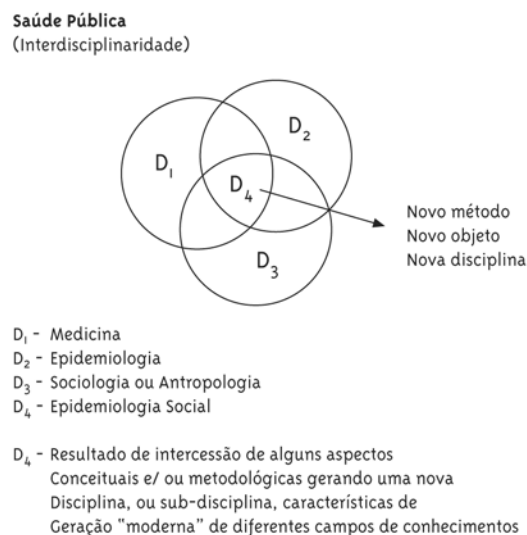 Saúde Pública
(Interdisciplinaridade)
D₁
D₂
D₄
D₃
Novo método
Novo objeto
Nova disciplina
D₁ - Medicina
D₂ - Epidemiologia
D₃ - Sociologia ou Antropologia
D₄ - Epidemiologia Social
D₄ - Resultado de intercessão de alguns aspectos
Conceituais e/ ou metodológicas gerando uma nova
Disciplina, ou sub-disciplina, características de
Geração "moderna" de diferentes campos de conhecimentos